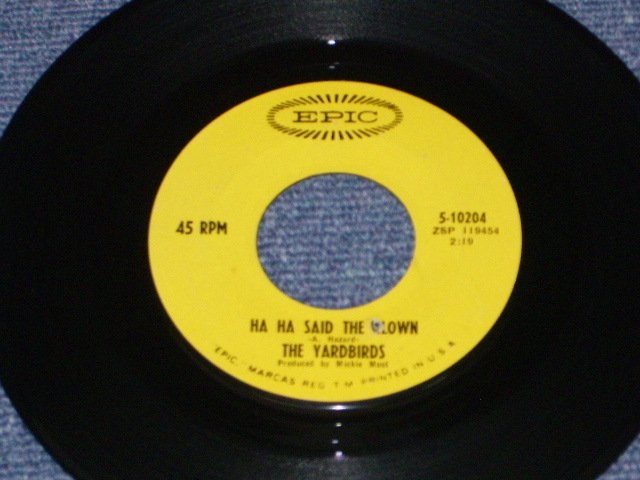 EPIC
45 RPM
5-10204
ZSP 119454
2:19
HA HA SAID THE CLOWN
-A. Hazard-
THE YARDBIRDS
Produced by Mickie Most
"EPIC", MARCAS REG. T.M. PRINTED IN U.S.A.